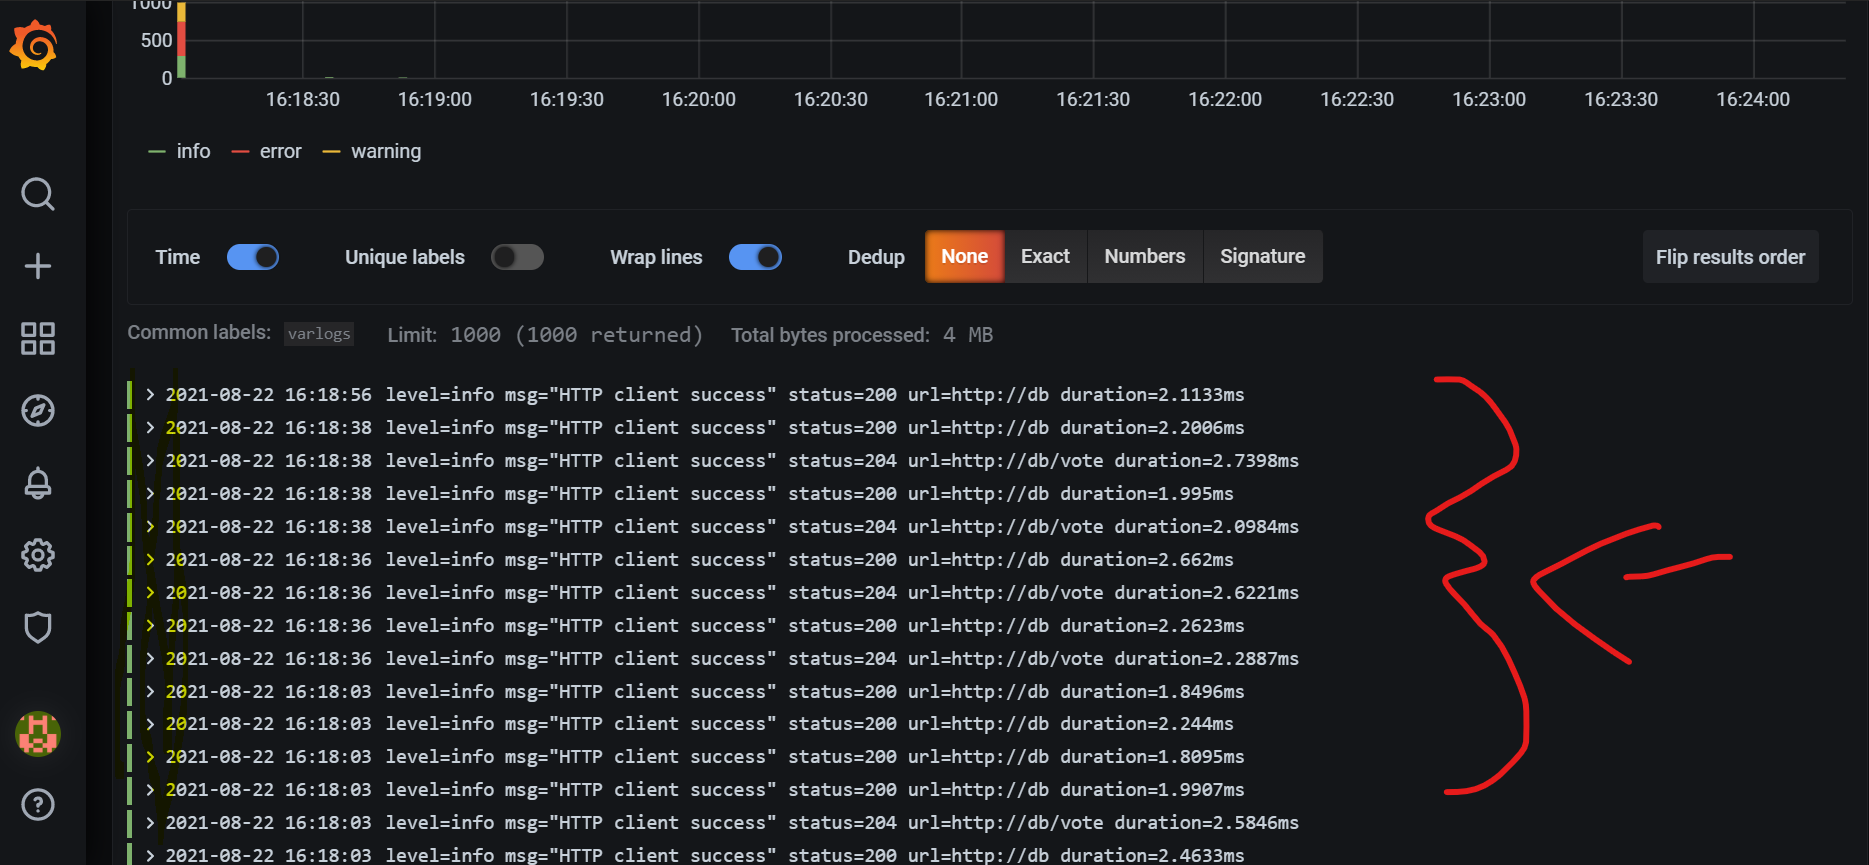 1000
500
0
16:18:30 16:19:00 16:19:30 16:20:00 16:20:30 16:21:00 16:21:30 16:22:00 16:22:30 16:23:00 16:23:30 16:24:00
info error warning
Time Unique labels Wrap lines Dedup None Exact Numbers Signature Flip results order
Common labels: varlogs Limit: 1000 (1000 returned) Total bytes processed: 4 MB
> 2021-08-22 16:18:56 level=info msg="HTTP client success" status=200 url=http://db duration=2.1133ms
> 2021-08-22 16:18:38 level=info msg="HTTP client success" status=200 url=http://db duration=2.2006ms
> 2021-08-22 16:18:38 level=info msg="HTTP client success" status=204 url=http://db/vote duration=2.7398ms
> 2021-08-22 16:18:38 level=info msg="HTTP client success" status=200 url=http://db duration=1.995ms
> 2021-08-22 16:18:38 level=info msg="HTTP client success" status=204 url=http://db/vote duration=2.0984ms
> 2021-08-22 16:18:36 level=info msg="HTTP client success" status=200 url=http://db duration=2.662ms
> 2021-08-22 16:18:36 level=info msg="HTTP client success" status=204 url=http://db/vote duration=2.6221ms
> 2021-08-22 16:18:36 level=info msg="HTTP client success" status=200 url=http://db duration=2.2623ms
> 2021-08-22 16:18:36 level=info msg="HTTP client success" status=204 url=http://db/vote duration=2.2887ms
> 2021-08-22 16:18:03 level=info msg="HTTP client success" status=200 url=http://db duration=1.8496ms
> 2021-08-22 16:18:03 level=info msg="HTTP client success" status=200 url=http://db duration=2.244ms
> 2021-08-22 16:18:03 level=info msg="HTTP client success" status=200 url=http://db duration=1.8095ms
> 2021-08-22 16:18:03 level=info msg="HTTP client success" status=200 url=http://db duration=1.9907ms
> 2021-08-22 16:18:03 level=info msg="HTTP client success" status=204 url=http://db/vote duration=2.5846ms
> 2021-08-22 16:18:03 level=info msg="HTTP client success" status=200 url=http://db duration=2.4633ms